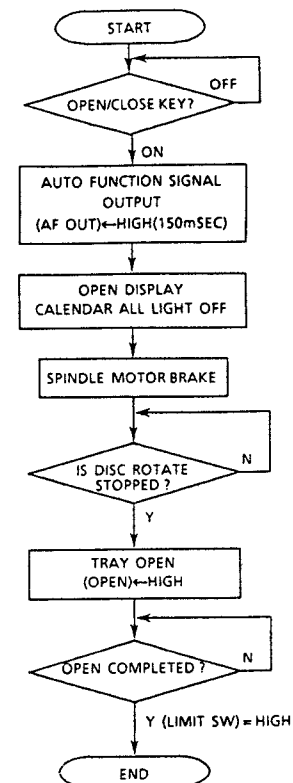 START
OFF
OPEN/CLOSE KEY?
ON
AUTO FUNCTION SIGNAL
OUTPUT
(AF OUT)←HIGH(150mSEC)
OPEN DISPLAY
CALENDAR ALL LIGHT OFF
SPINDLE MOTOR BRAKE
N
IS DISC ROTATE
STOPPED ?
Y
TRAY OPEN
(OPEN)←HIGH
N
OPEN COMPLETED ?
Y (LIMIT SW) = HIGH
END